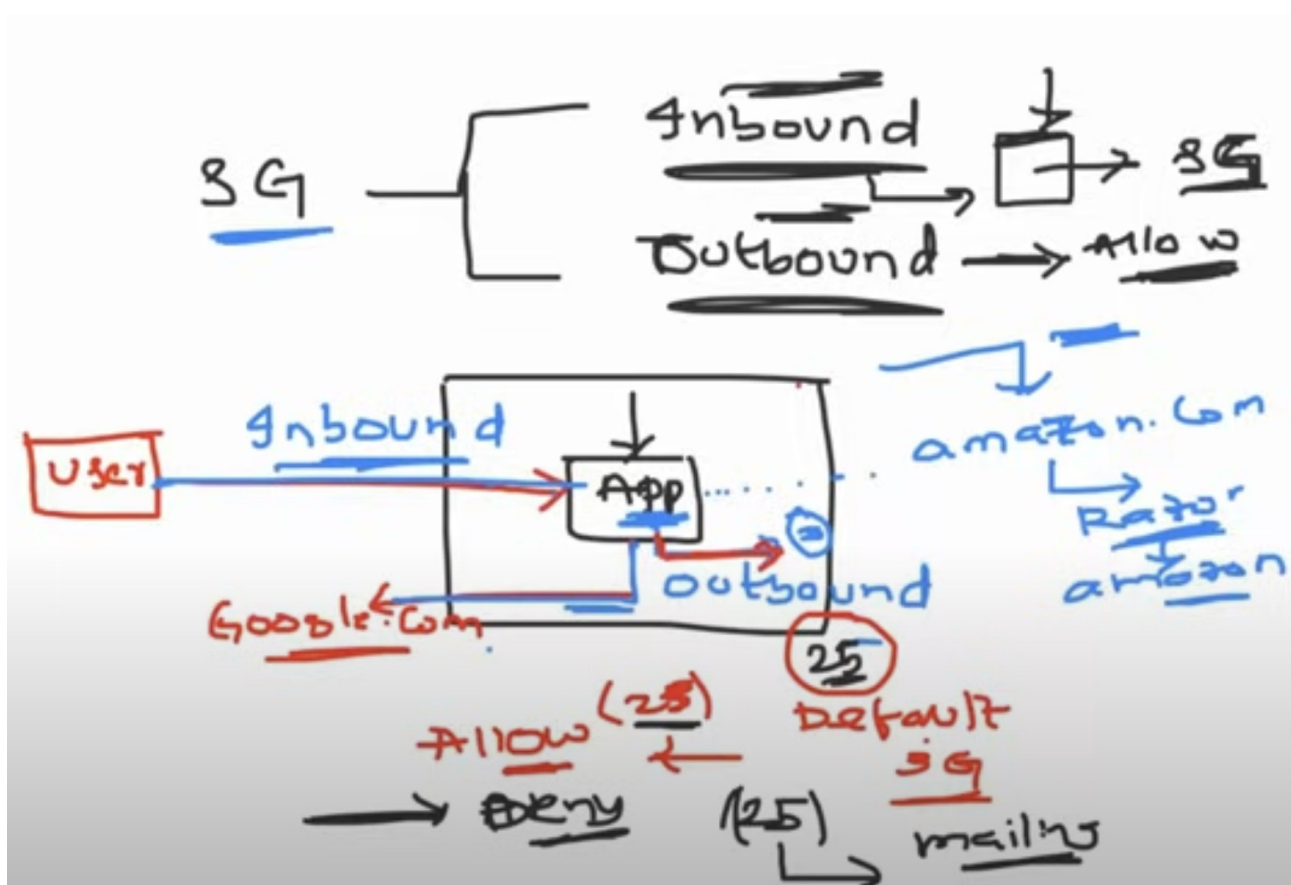 Inbound
SG
SG
Outbound
Allow
amazon.com
Inbound
User
App
Razor
amazon
outbound
Google.com
25
(25)
Default
Allow
SG
Deny
(25)
mailing